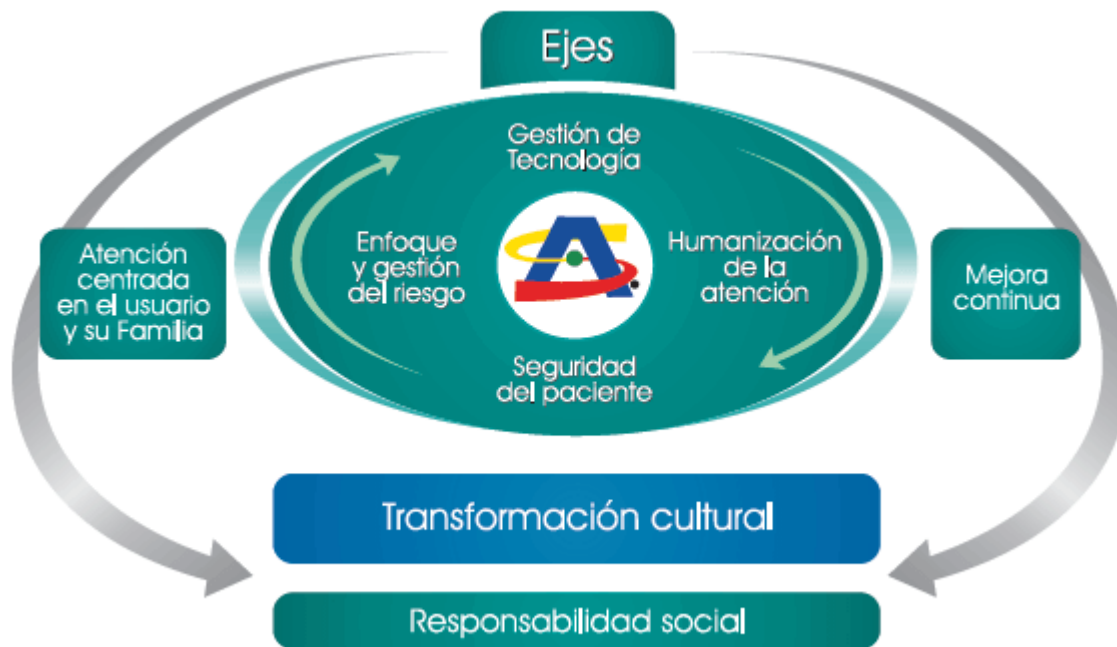 Ejes
Gestión de
Tecnología
Atención
centrada
en el usuario
y su Familia
Enfoque
y gestión
del riesgo
Humanización
de la
atención
Mejora
continua
Seguridad
del paciente
Transformación cultural
Responsabilidad social